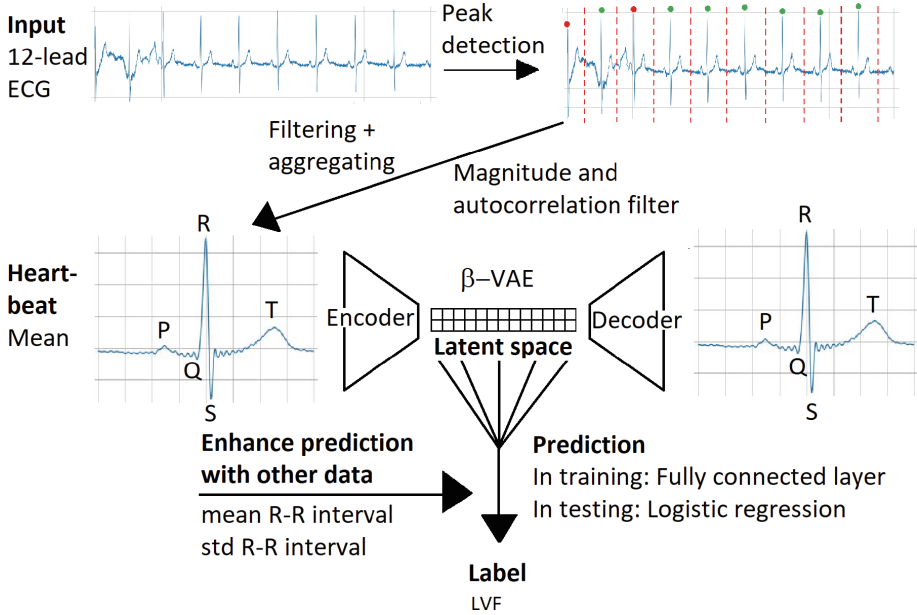 Input
12-lead
ECG
Peak
detection
Filtering +
aggregating
Magnitude and
autocorrelation filter
Heart-
beat
Mean
R
P
Q
S
T
Encoder
β–VAE
Latent space
Decoder
R
P
Q
S
T
Enhance prediction
with other data
mean R-R interval
std R-R interval
Prediction
In training: Fully connected layer
In testing: Logistic regression
Label
LVF